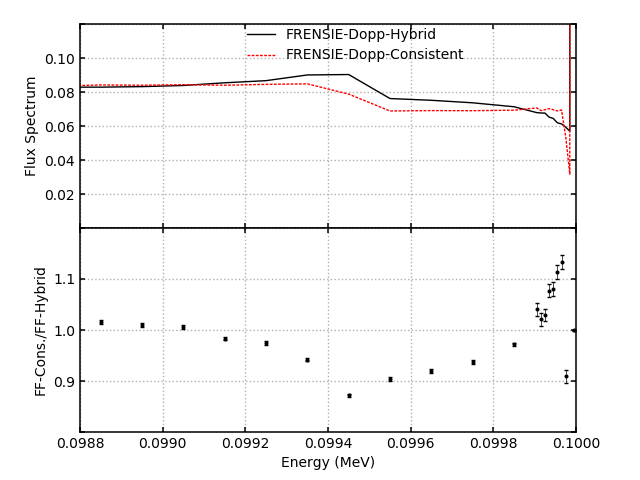 FRENSIE-Dopp-Hybrid
FRENSIE-Dopp-Consistent
0.10
0.08
0.06
0.04
0.02
Flux Spectrum
1.1
1.0
0.9
FF-Cons./FF-Hybrid
0.0988 0.0990 0.0992 0.0994 0.0996 0.0998 0.1000
Energy (MeV)